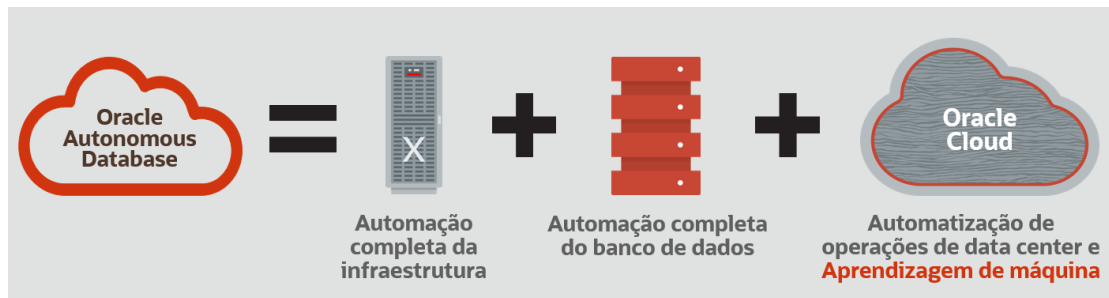 Oracle
Autonomous
Database
=
X
+
+
Oracle
Cloud
Automação
completa da
infraestrutura
Automação completa
do banco de dados
Automatização de
operações de data center e
Aprendizagem de máquina